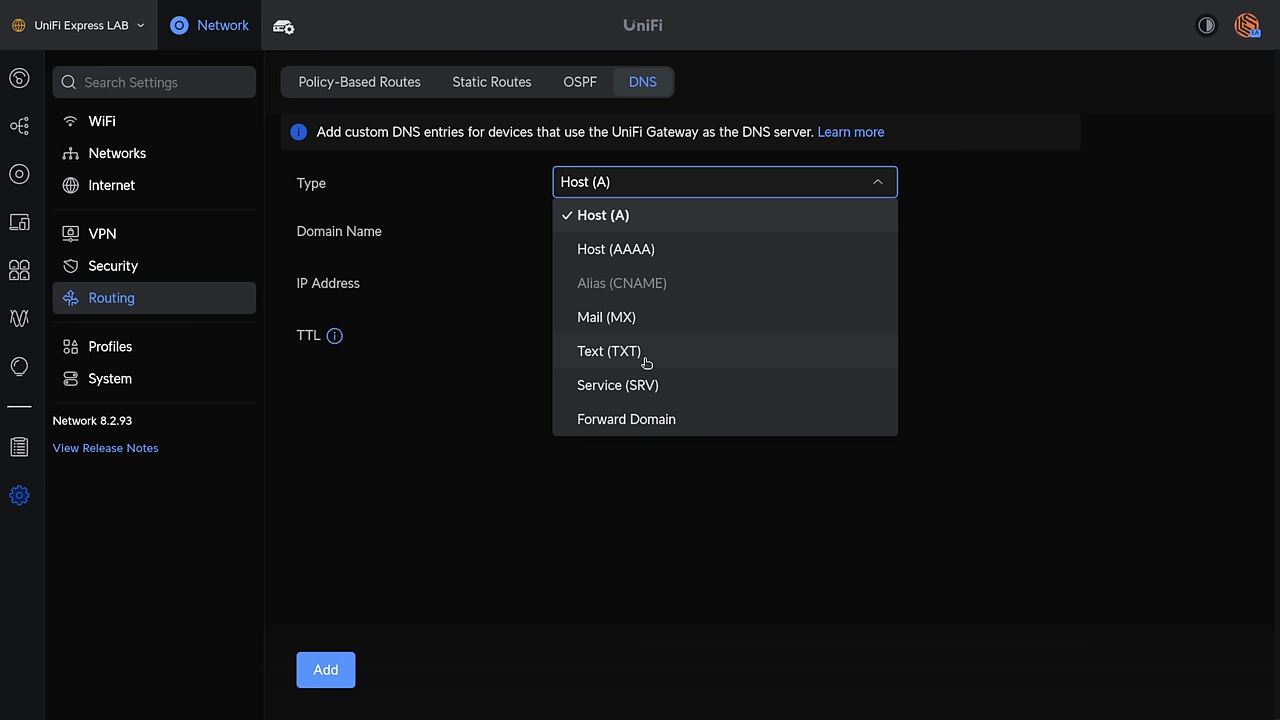 UniFi Express LAB
Network
UniFi
Search Settings
WiFi
Networks
Internet
VPN
Security
Routing
Profiles
System
Network 8.2.93
View Release Notes
Policy-Based Routes
Static Routes
OSPF
DNS
Add custom DNS entries for devices that use the UniFi Gateway as the DNS server. Learn more
Type
Host (A)
Host (A)
Host (AAAA)
Alias (CNAME)
Mail (MX)
Text (TXT)
Service (SRV)
Forward Domain
Domain Name
IP Address
TTL
Add